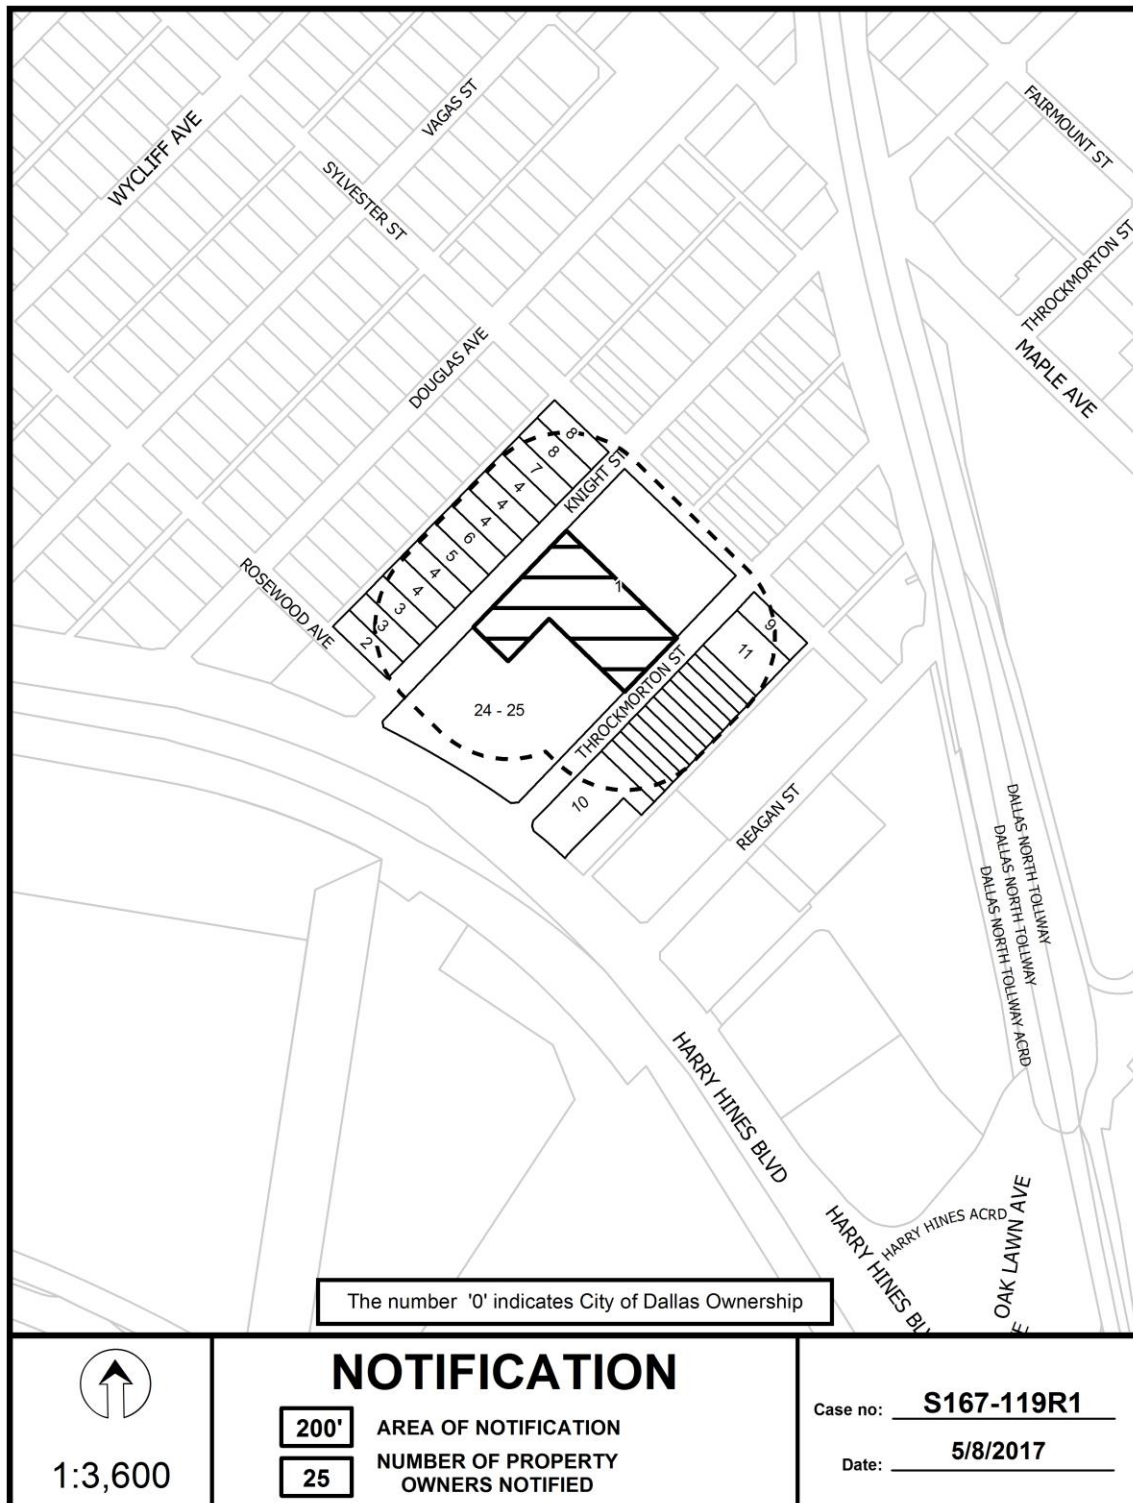 WYCLIFF AVE
VAGAS ST
SYLVESTER ST
FAIRMOUNT ST
THROCKMORTON ST
MAPLE AVE
DOUGLAS AVE
ROSEWOOD AVE
KNIGHT ST
8
8
7
4
4
4
6
5
4
4
3
3
2
1
9
11
24 - 25
THROCKMORTON ST
10
REAGAN ST
DALLAS NORTH TOLLWAY
DALLAS NORTH TOLLWAY
DALLAS NORTH TOLLWAY ACRD
HARRY HINES BLVD
HARRY HINES ACRD
HARRY HINES
OAK LAWN AVE
The number '0' indicates City of Dallas Ownership
1:3,600
NOTIFICATION
200' AREA OF NOTIFICATION
25 NUMBER OF PROPERTY
OWNERS NOTIFIED
Case no: S167-119R1
Date: 5/8/2017